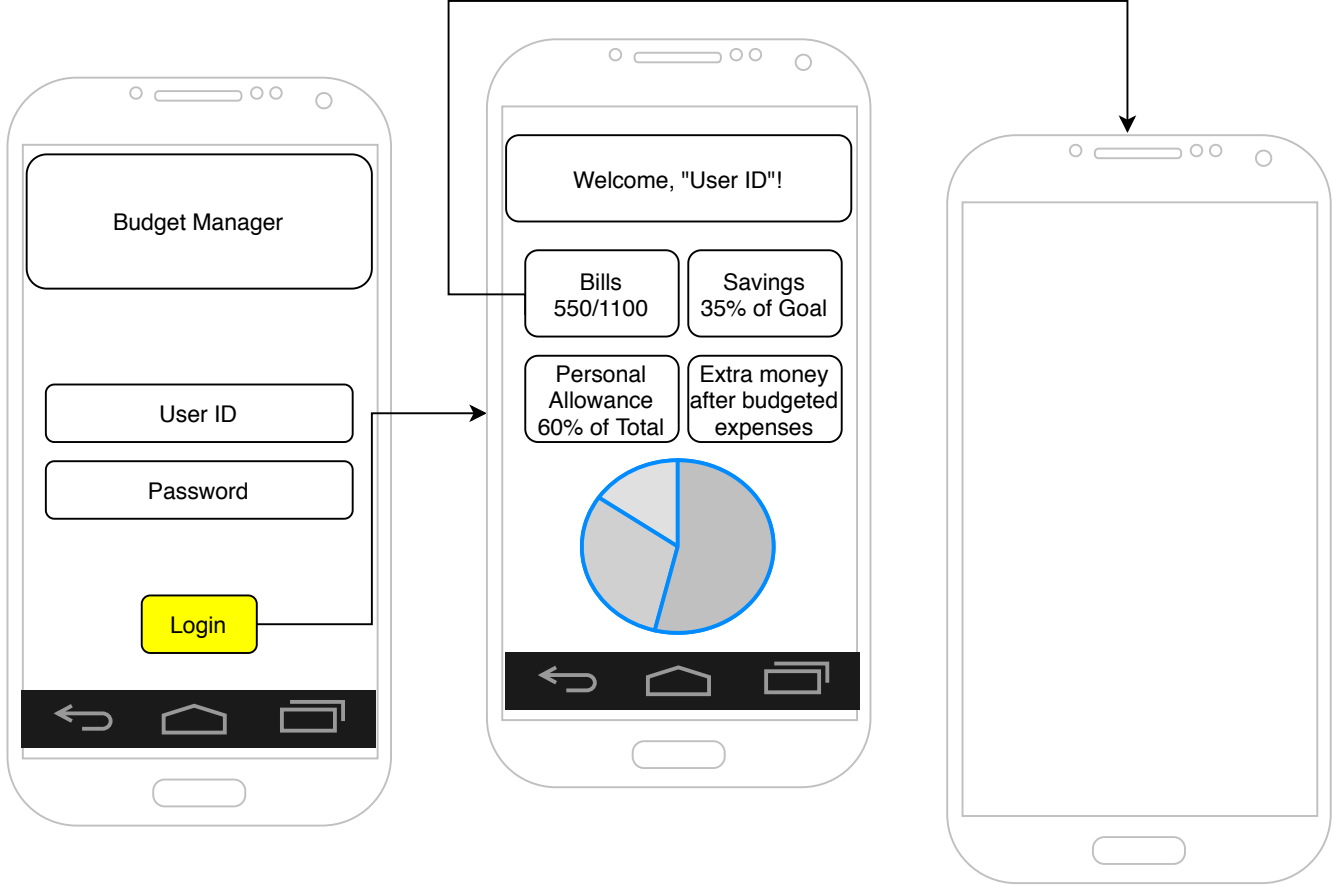 Budget Manager
User ID
Password
Login
Welcome, "User ID"!
Bills
550/1100
Savings
35% of Goal
Personal
Allowance
60% of Total
Extra money
after budgeted
expenses